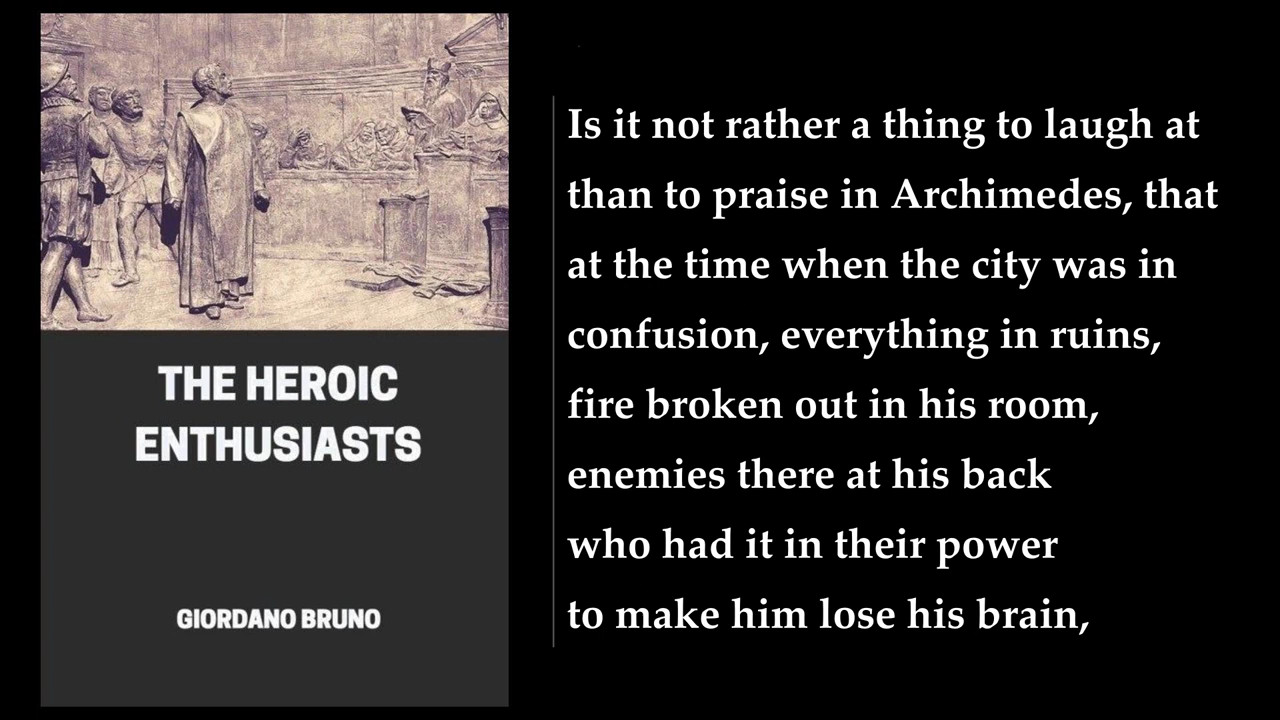 THE HEROIC
ENTHUSIASTS
GIORDANO BRUNO
Is it not rather a thing to laugh at
than to praise in Archimedes, that
at the time when the city was in
confusion, everything in ruins,
fire broken out in his room,
enemies there at his back
who had it in their power
to make him lose his brain,